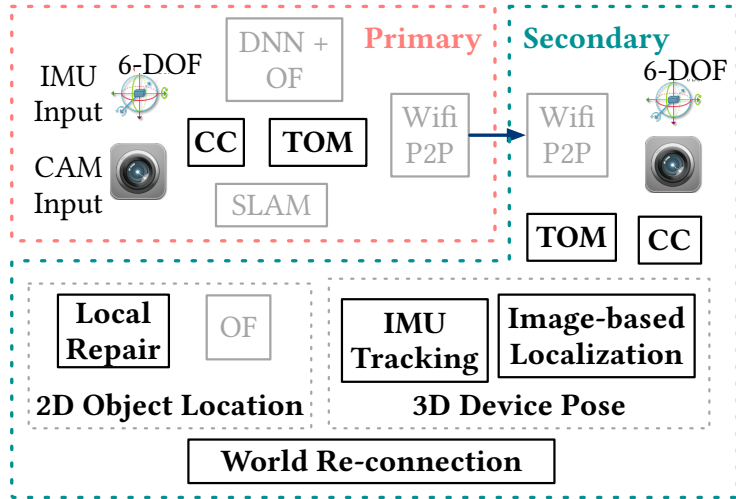 Primary
Secondary
IMU
Input
6-DOF
DNN +
OF
CC
TOM
Wifi
P2P
CAM
Input
SLAM
Wifi
P2P
6-DOF
TOM
CC
Local
Repair
OF
2D Object Location
IMU
Tracking
Image-based
Localization
3D Device Pose
World Re-connection